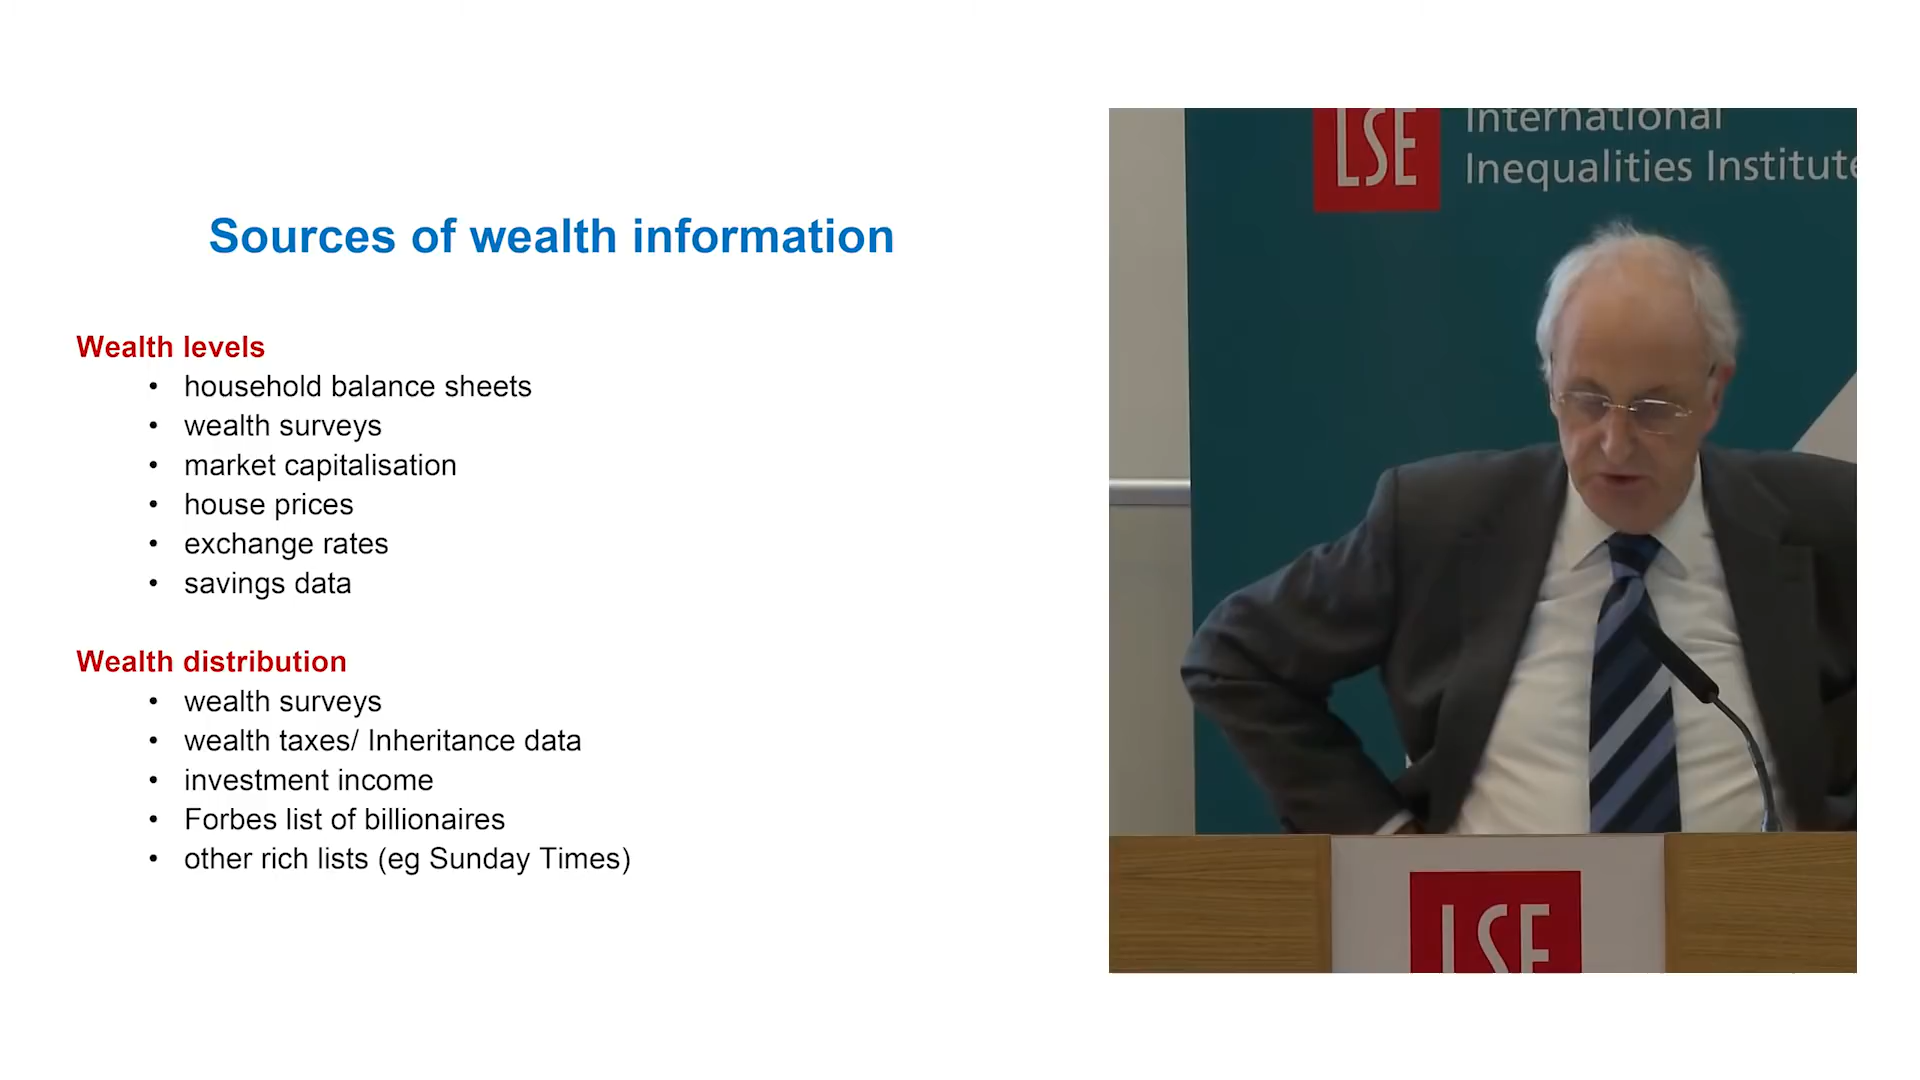 Sources of wealth information
Wealth levels
• household balance sheets
• wealth surveys
• market capitalisation
• house prices
• exchange rates
• savings data
Wealth distribution
• wealth surveys
• wealth taxes/ Inheritance data
• investment income
• Forbes list of billionaires
• other rich lists (eg Sunday Times)
LSE
International
Inequalities Institute
LSE